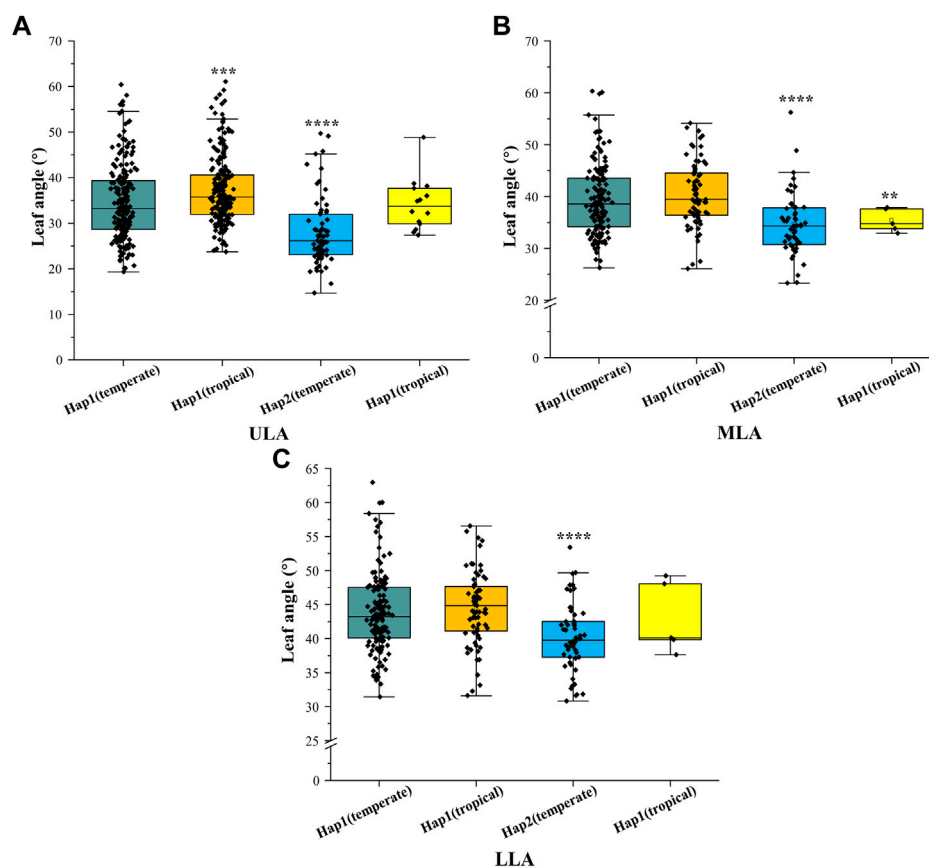 A
70
60
50
40
30
20
10
0
Leaf angle (°)
***
****
Hap1(temperate)
Hap1(tropical)
Hap2(temperate)
Hap1(tropical)
ULA
B
70
60
50
40
30
20
0
Leaf angle (°)
****
**
Hap1(temperate)
Hap1(tropical)
Hap2(temperate)
Hap1(tropical)
MLA
C
65
60
55
50
45
40
35
30
25
0
Leaf angle (°)
****
Hap1(temperate)
Hap1(tropical)
Hap2(temperate)
Hap1(tropical)
LLA